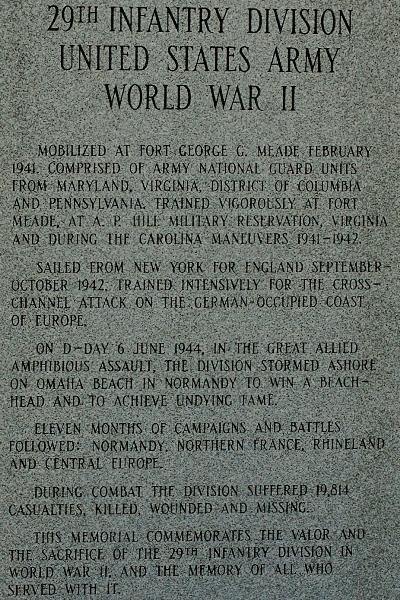 29TH INFANTRY DIVISION
UNITED STATES ARMY
WORLD WAR II
MOBILIZED AT FORT GEORGE G. MEADE FEBRUARY
1941. COMPRISED OF ARMY NATIONAL GUARD UNITS
FROM MARYLAND, VIRGINIA, DISTRICT OF COLUMBIA
AND PENNSYLVANIA. TRAINED VIGOROUSLY AT FORT
MEADE, AT A. P. HILL MILITARY RESERVATION, VIRGINIA
AND DURING THE CAROLINA MANEUVERS 1941-1942.
SAILED FROM NEW YORK FOR ENGLAND SEPTEMBER-
OCTOBER 1942. TRAINED INTENSIVELY FOR THE CROSS-
CHANNEL ATTACK ON THE GERMAN-OCCUPIED COAST
OF EUROPE.
ON D-DAY 6 JUNE 1944, IN THE GREAT ALLIED
AMPHIBIOUS ASSAULT, THE DIVISION STORMED ASHORE
ON OMAHA BEACH IN NORMANDY TO WIN A BEACH-
HEAD AND TO ACHIEVE UNDYING FAME.
ELEVEN MONTHS OF CAMPAIGNS AND BATTLES
FOLLOWED: NORMANDY, NORTHERN FRANCE, RHINELAND
AND CENTRAL EUROPE.
DURING COMBAT THE DIVISION SUFFERED 19,814
CASUALTIES, KILLED, WOUNDED AND MISSING.
THIS MEMORIAL COMMEMORATES THE VALOR AND
THE SACRIFICE OF THE 29TH INFANTRY DIVISION IN
WORLD WAR II, AND THE MEMORY OF ALL WHO
SERVED WITH IT.